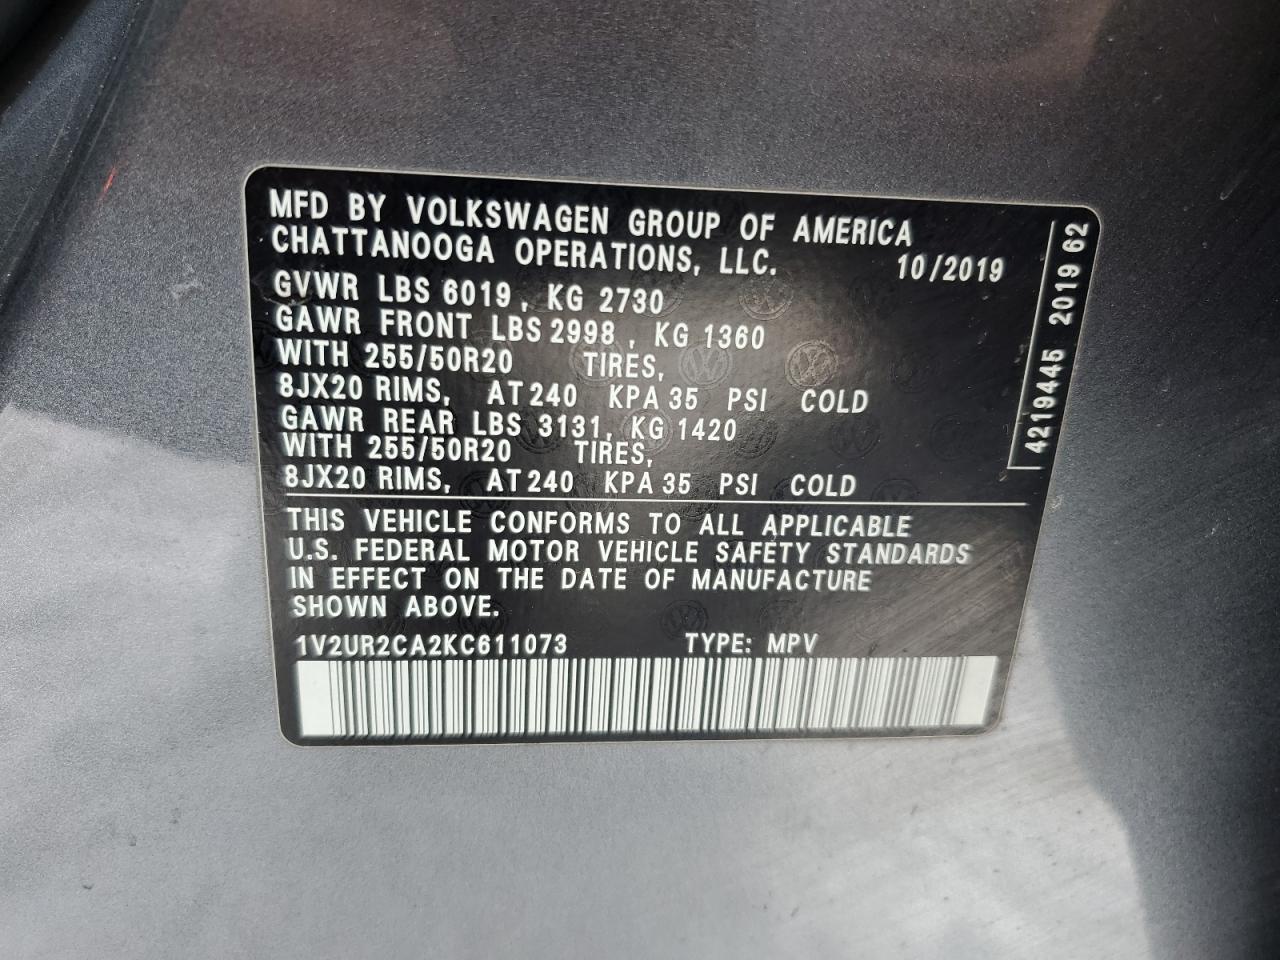 MFD BY VOLKSWAGEN GROUP OF AMERICA
CHATTANOOGA OPERATIONS, LLC. 10/2019
GVWR LBS 6019, KG 2730
GAWR FRONT LBS 2998, KG 1360
WITH 255/50R20 TIRES,
8JX20 RIMS, AT 240 KPA 35 PSI COLD
GAWR REAR LBS 3131, KG 1420
WITH 255/50R20 TIRES,
8JX20 RIMS, AT 240 KPA 35 PSI COLD
THIS VEHICLE CONFORMS TO ALL APPLICABLE
U.S. FEDERAL MOTOR VEHICLE SAFETY STANDARDS
IN EFFECT ON THE DATE OF MANUFACTURE
SHOWN ABOVE.
1V2UR2CA2KC611073 TYPE: MPV
4219445 2019 62